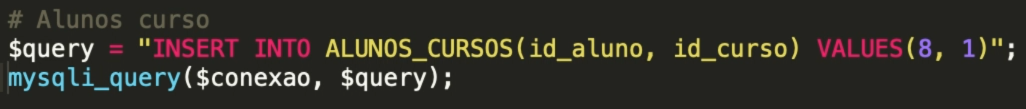 # Alunos curso
$query = "INSERT INTO ALUNOS_CURSOS(id_aluno, id_curso) VALUES(8, 1)";
mysqli_query($conexao, $query);